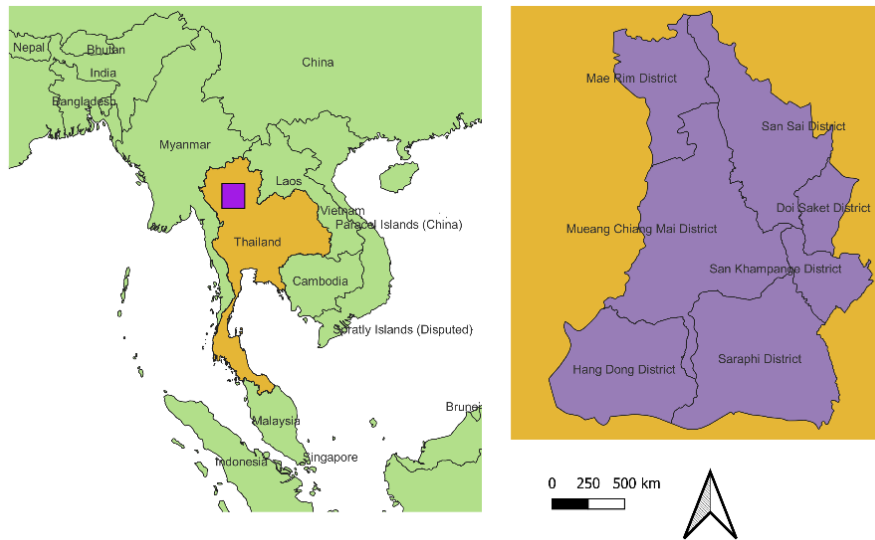 Nepal
Bhutan
China
India
Bangladesh
Myanmar
Laos
Vietnam
Paracel Islands (China)
Thailand
Cambodia
Spratly Islands (Disputed)
Brunei
Malaysia
Singapore
Indonesia
Mae Rim District
San Sai District
Doi Saket District
Mueang Chiang Mai District
San Khampaneo District
Hang Dong District
Saraphi District
0 250 500 km